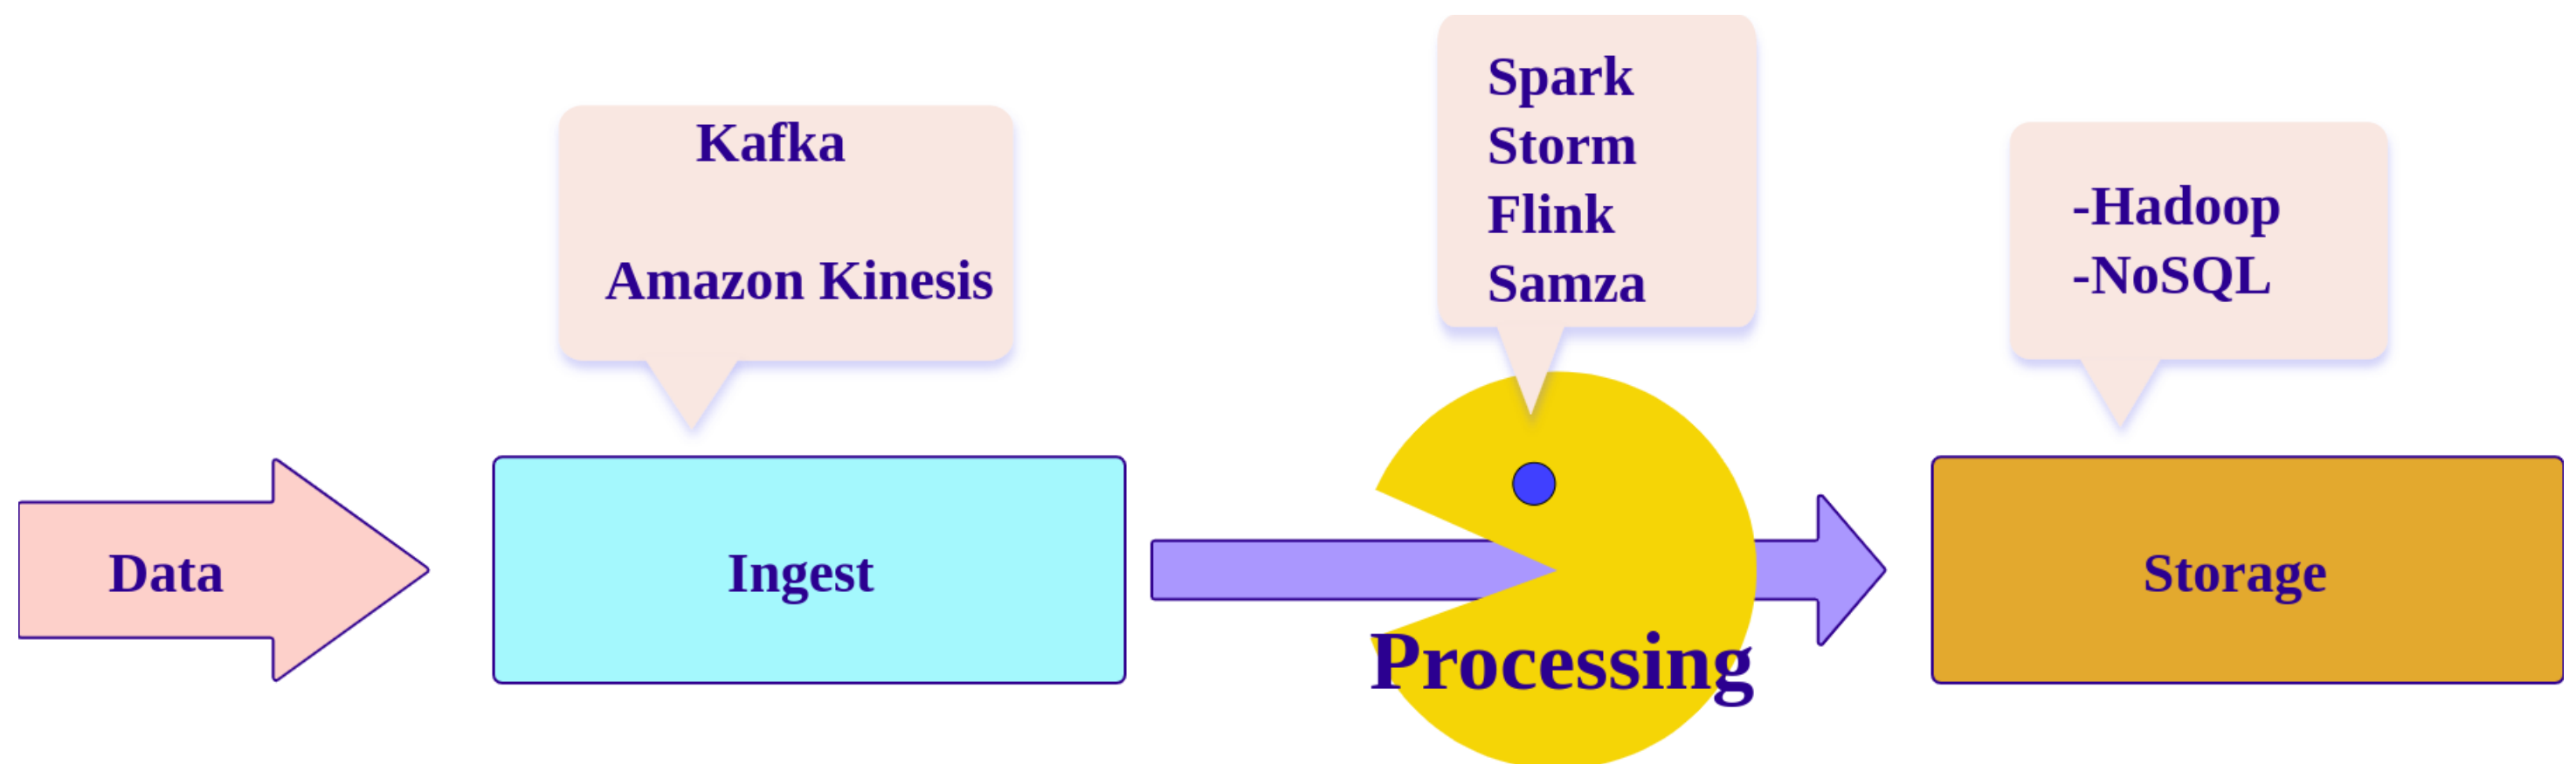 Kafka
Amazon Kinesis
Spark
Storm
Flink
Samza
-Hadoop
-NoSQL
Data
Ingest
Processing
Storage